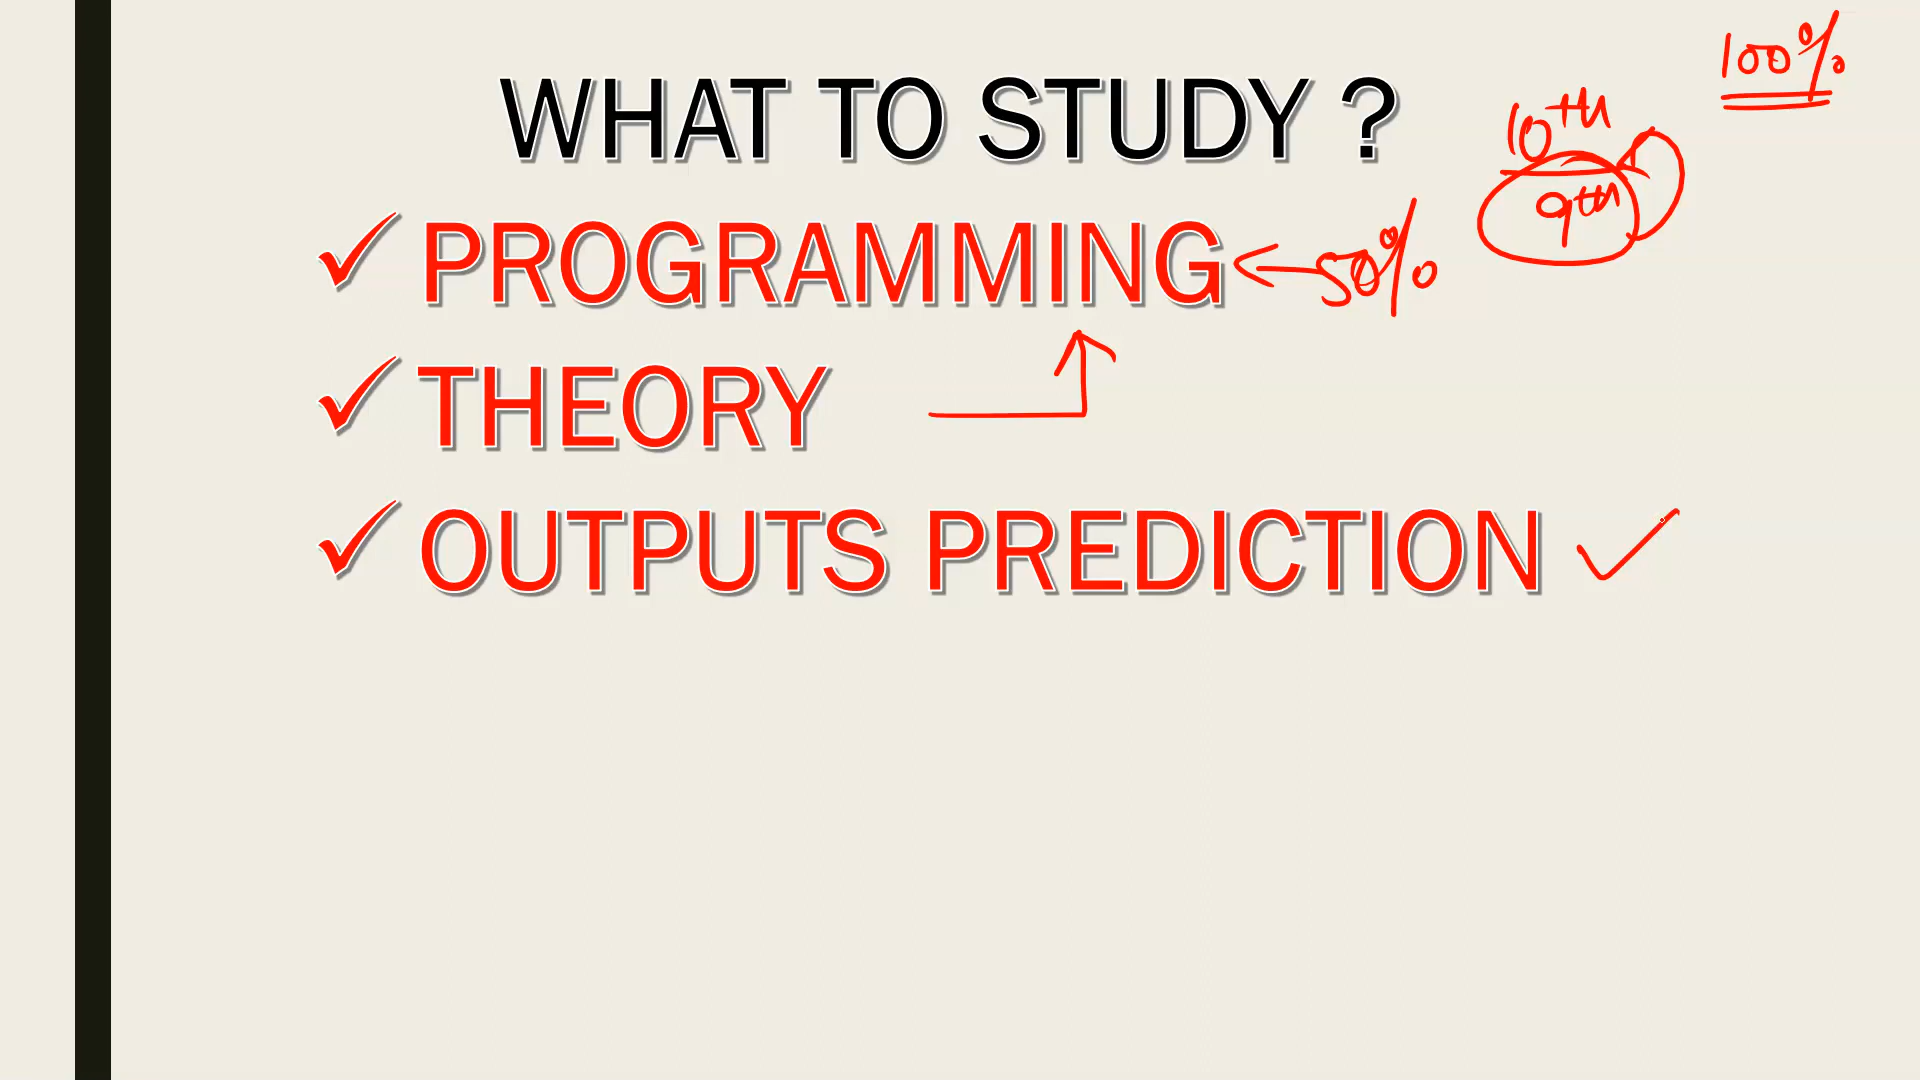 100%
WHAT TO STUDY ?
10th
9th
✓ PROGRAMMING ← 50%
✓ THEORY
✓ OUTPUTS PREDICTION ✓